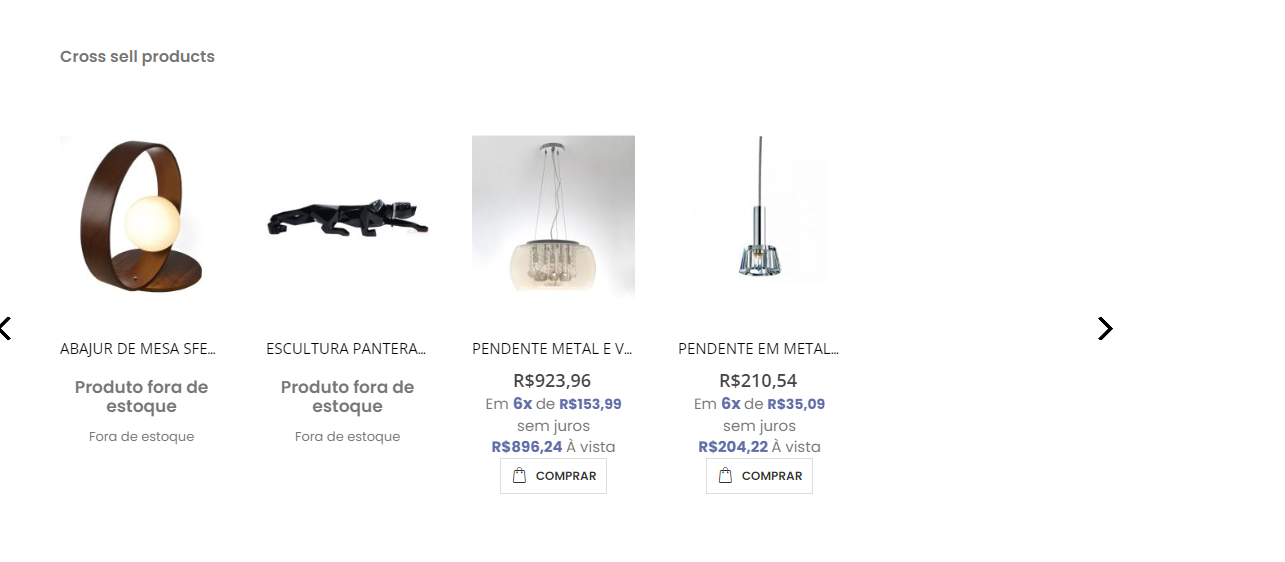 Cross sell products
ABAJUR DE MESA SFE...
Produto fora de
estoque
Fora de estoque
ESCULTURA PANTERA...
Produto fora de
estoque
Fora de estoque
PENDENTE METAL E V...
R$923,96
Em 6x de R$153,99
sem juros
R$896,24 À vista
COMPRAR
PENDENTE EM METAL...
R$210,54
Em 6x de R$35,09
sem juros
R$204,22 À vista
COMPRAR